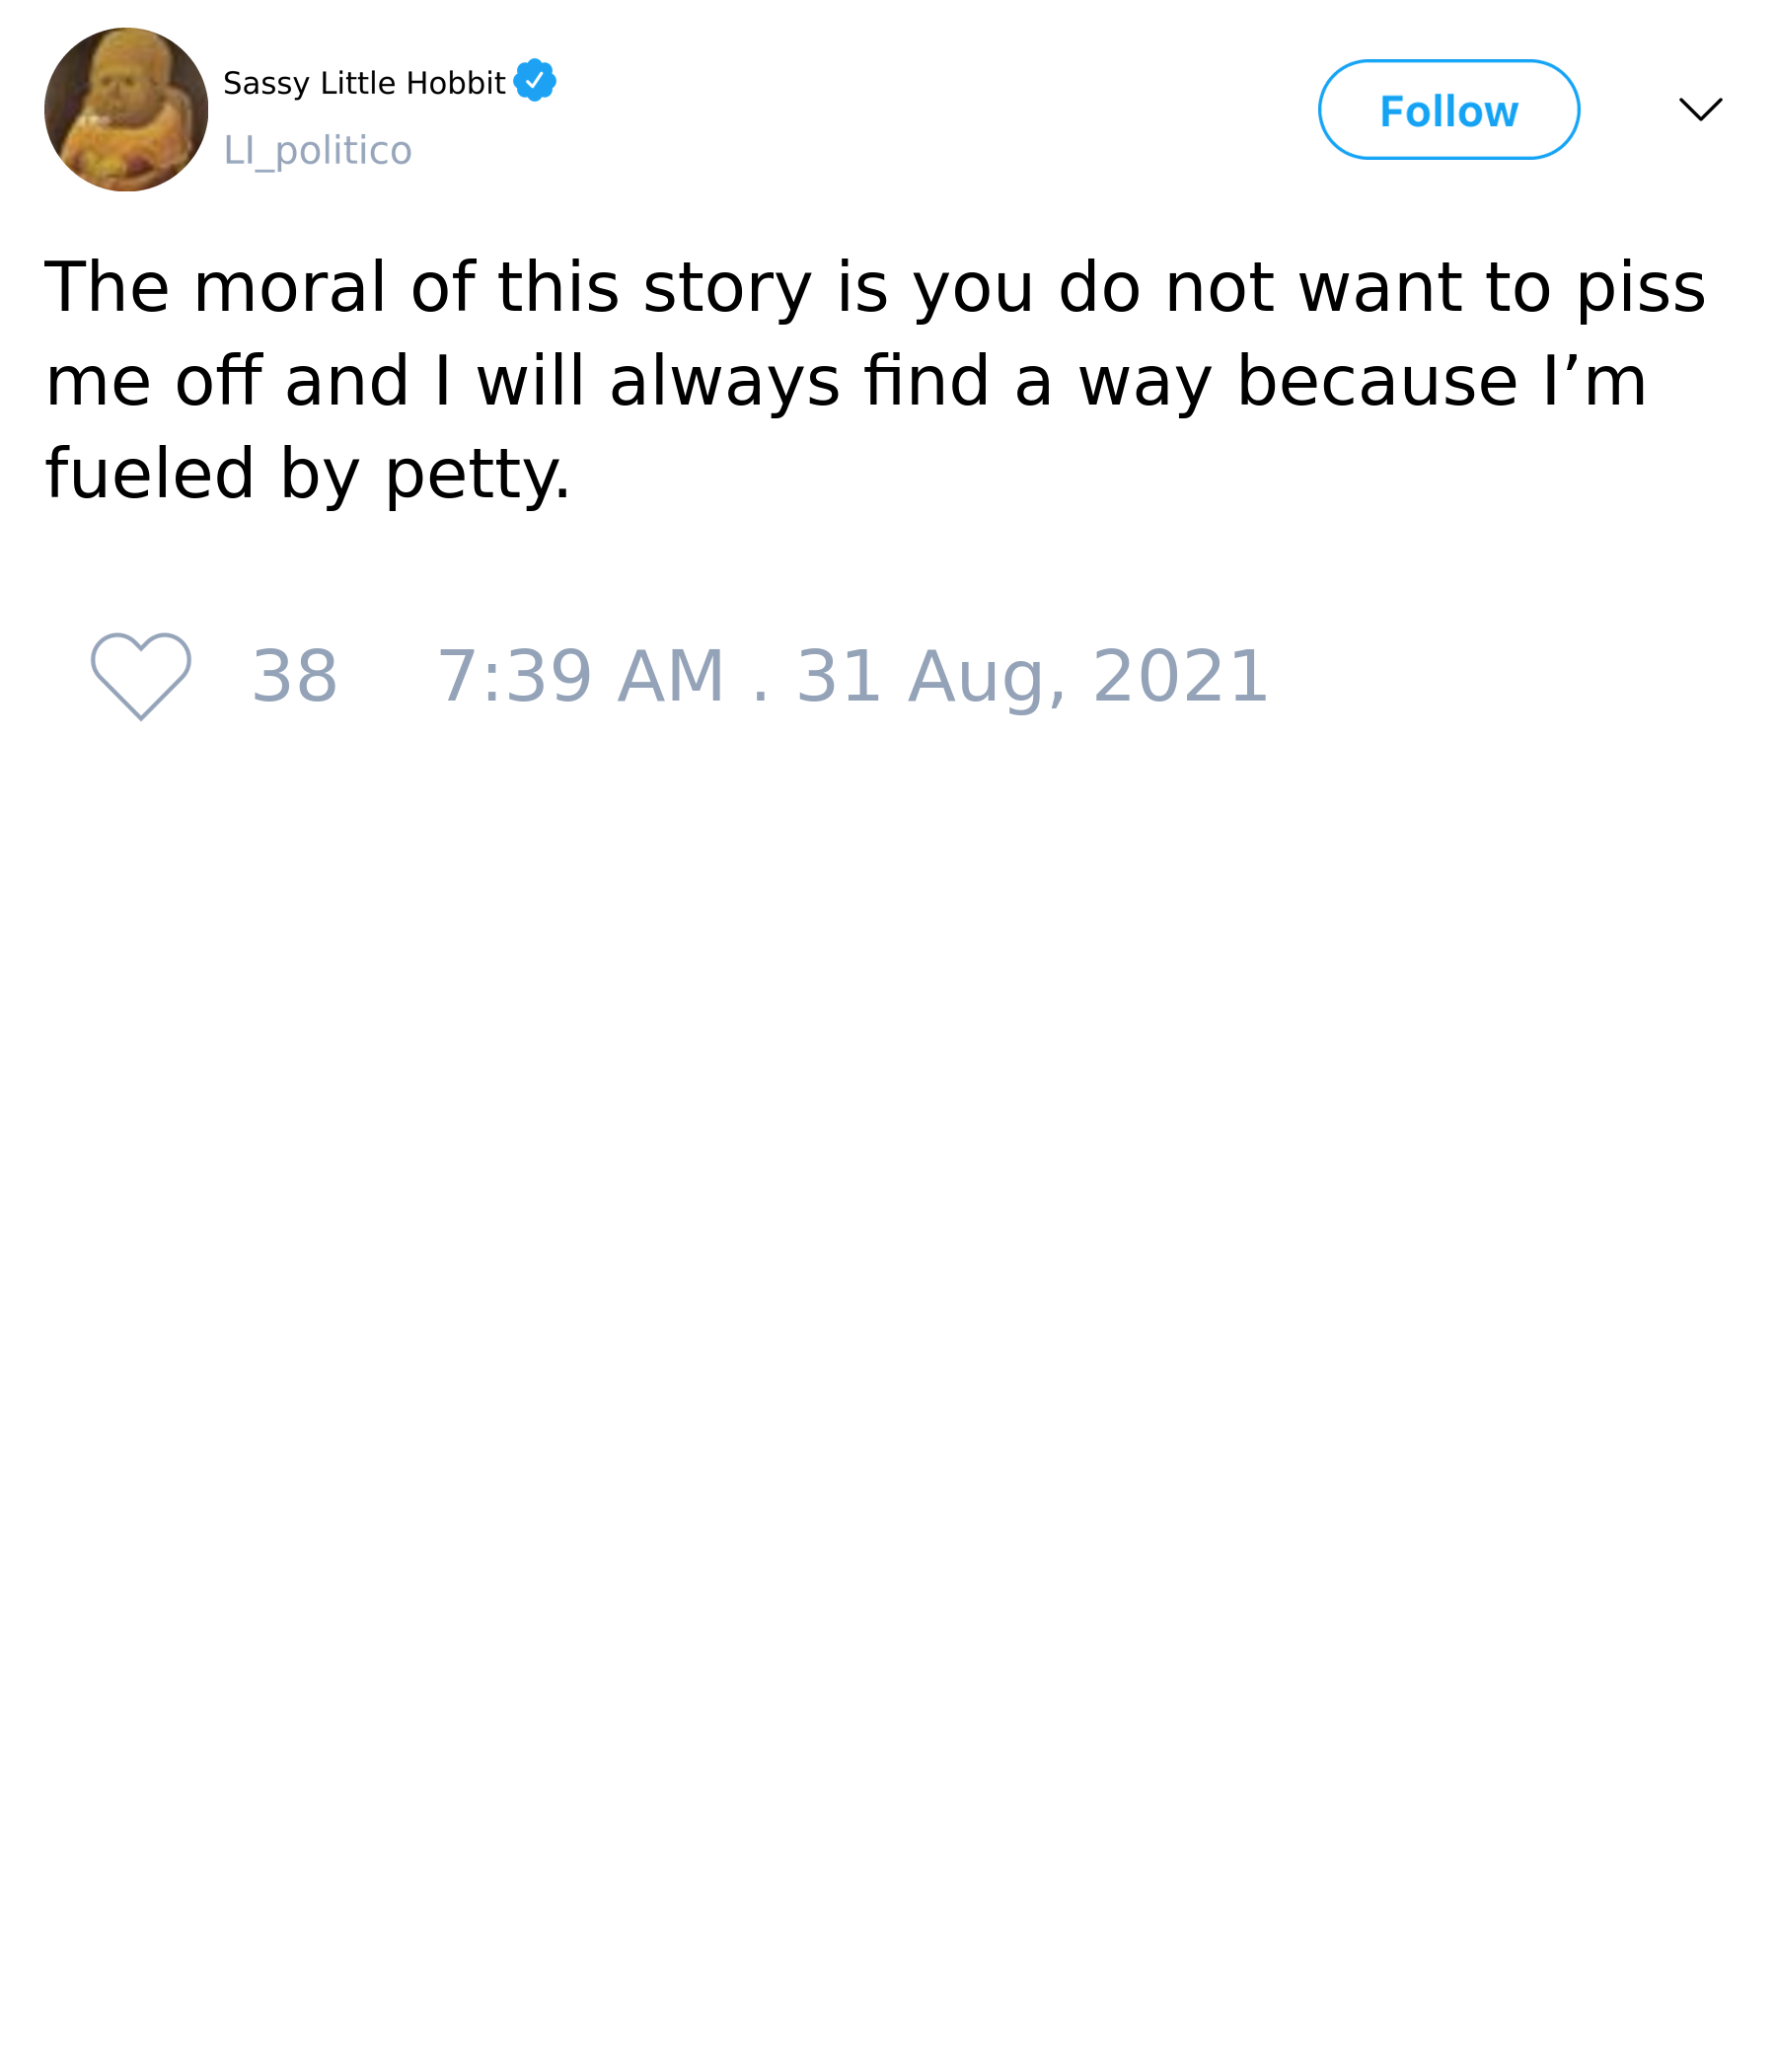 Sassy Little Hobbit
LI_politico
Follow
The moral of this story is you do not want to piss
me off and I will always find a way because I’m
fueled by petty.
38 7:39 AM . 31 Aug, 2021